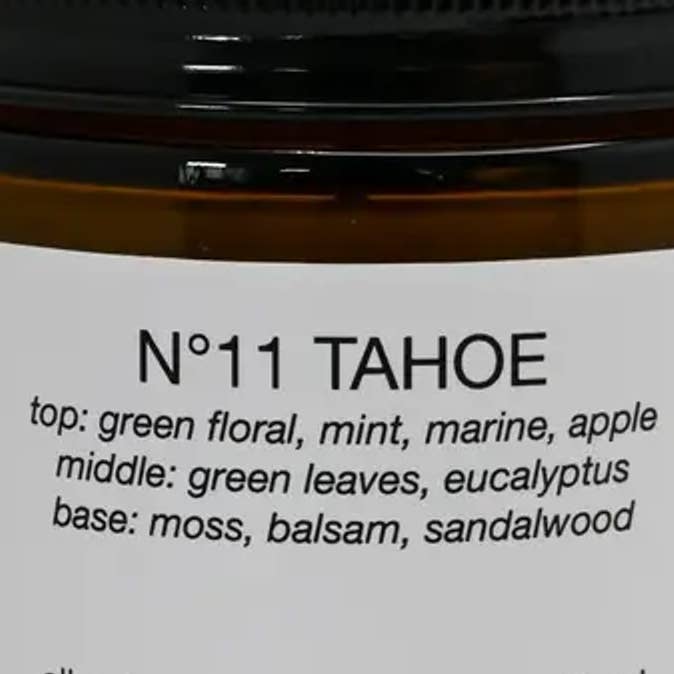 N°11 TAHOE
top: green floral, mint, marine, apple
middle: green leaves, eucalyptus
base: moss, balsam, sandalwood